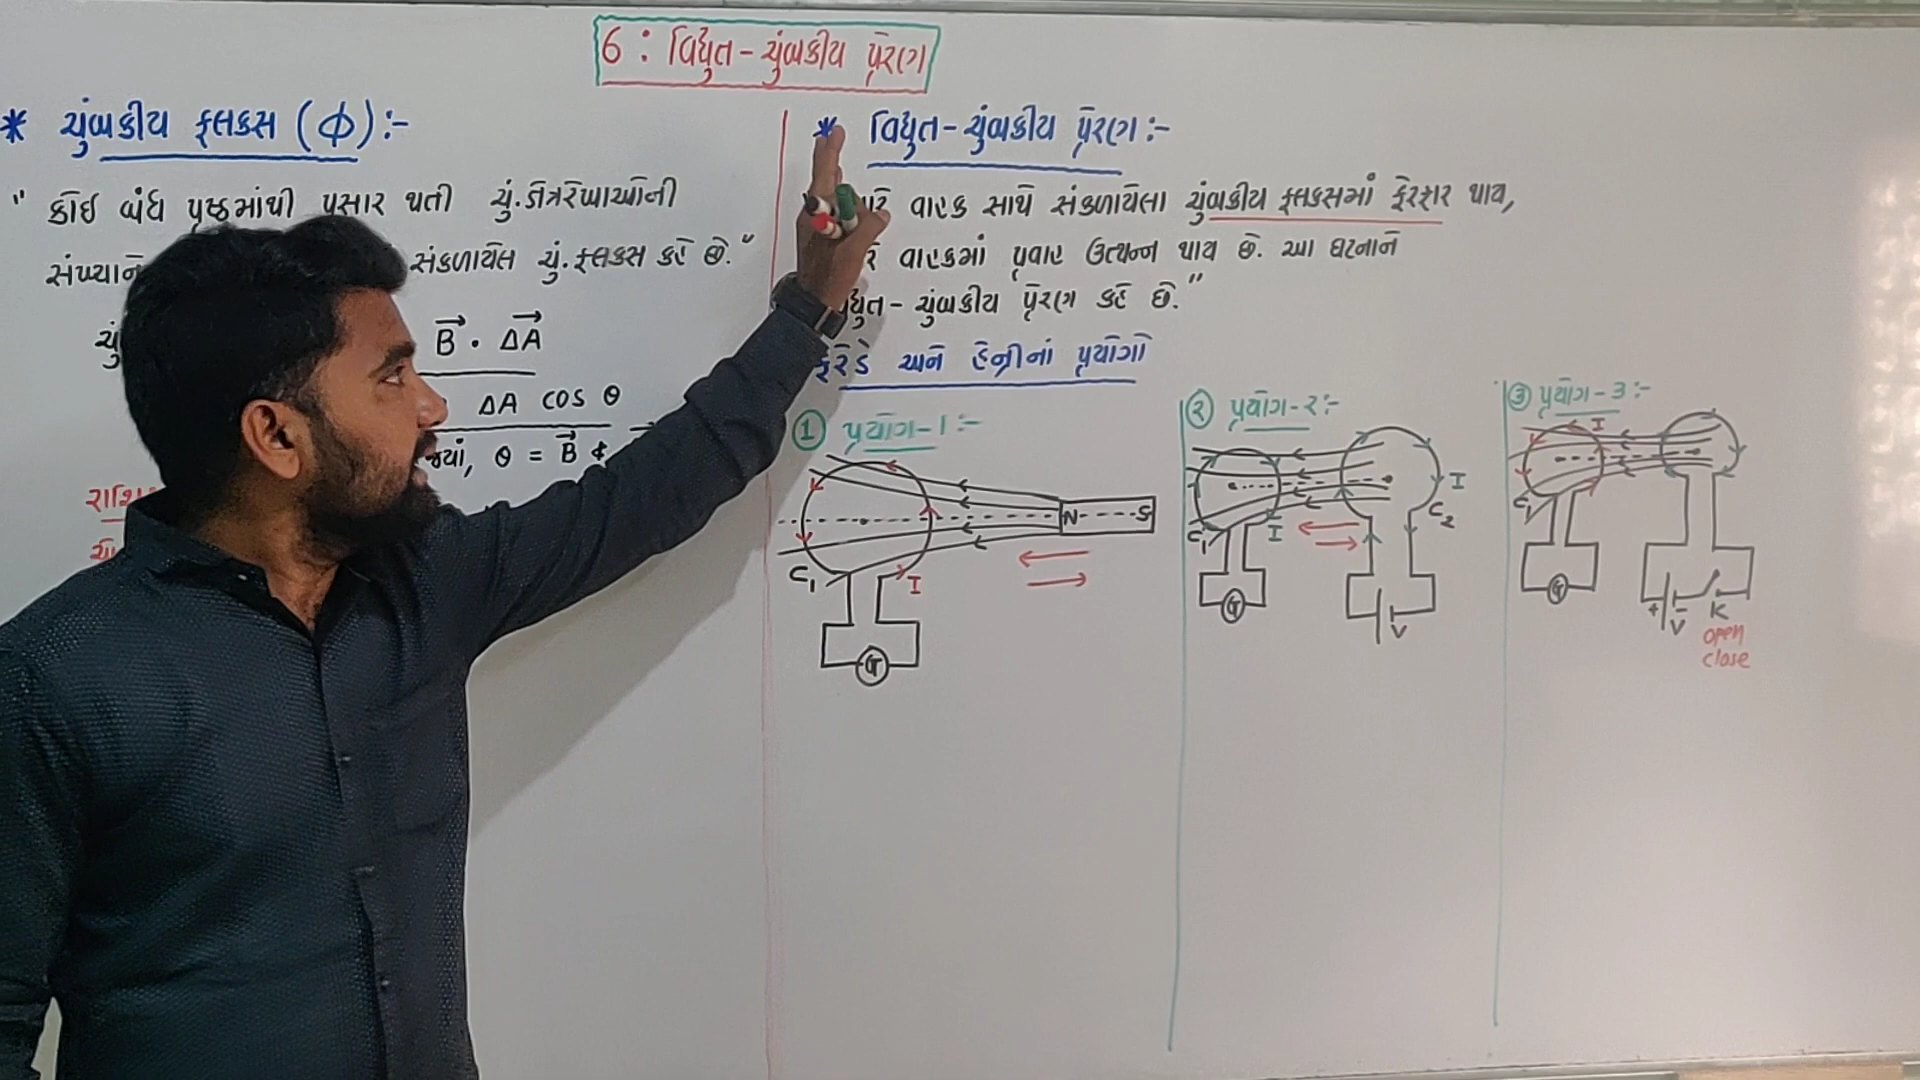 6 : વિદ્યુત - ચુંબકીય પ્રેરણ
* ચુંબકીય ફ્લક્સ (Φ) :-
" કોઈ બંધ પૃષ્ઠમાંથી પસાર થતી ચું.ક્ષેત્રરેખાઓની
સંખ્યાને સંકળાયેલ ચું.ફ્લક્સ કહે છે."
B⃗ · ΔA⃗
ΔA cos θ
જ્યાં, θ = B⃗
* વિદ્યુત - ચુંબકીય પ્રેરણ :-
વાહક સાથે સંકળાયેલા ચુંબકીય ફ્લક્સમાં ફેરફાર થાય,
વાહકમાં પ્રવાહ ઉત્પન્ન થાય છે. આ ઘટનાને
ચુંબકીય પ્રેરણ કહે છે."
ફેરેડે અને હેન્રીનાં પ્રયોગો
① પ્રયોગ-1 :-
N S
C₁ I
G
② પ્રયોગ-૨ :-
I
C₁ I C₂
G V
③ પ્રયોગ-3 :-
I
C₁
G + - V K
open
close